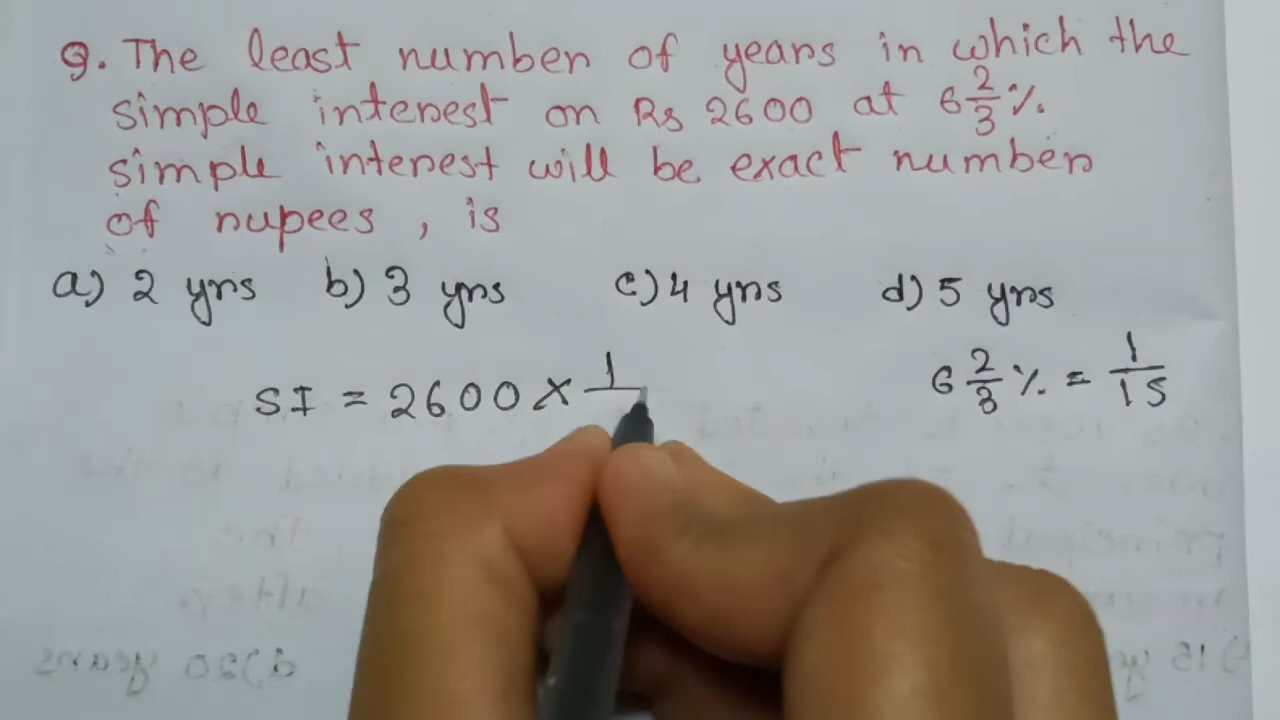 Q. The least number of years in which the
simple interest on Rs 2600 at 6 2/3 %
simple interest will be exact number
of rupees, is
a) 2 yrs b) 3 yrs c) 4 yrs d) 5 yrs
6 2/3 % = 1/15
SI = 2600 × 1